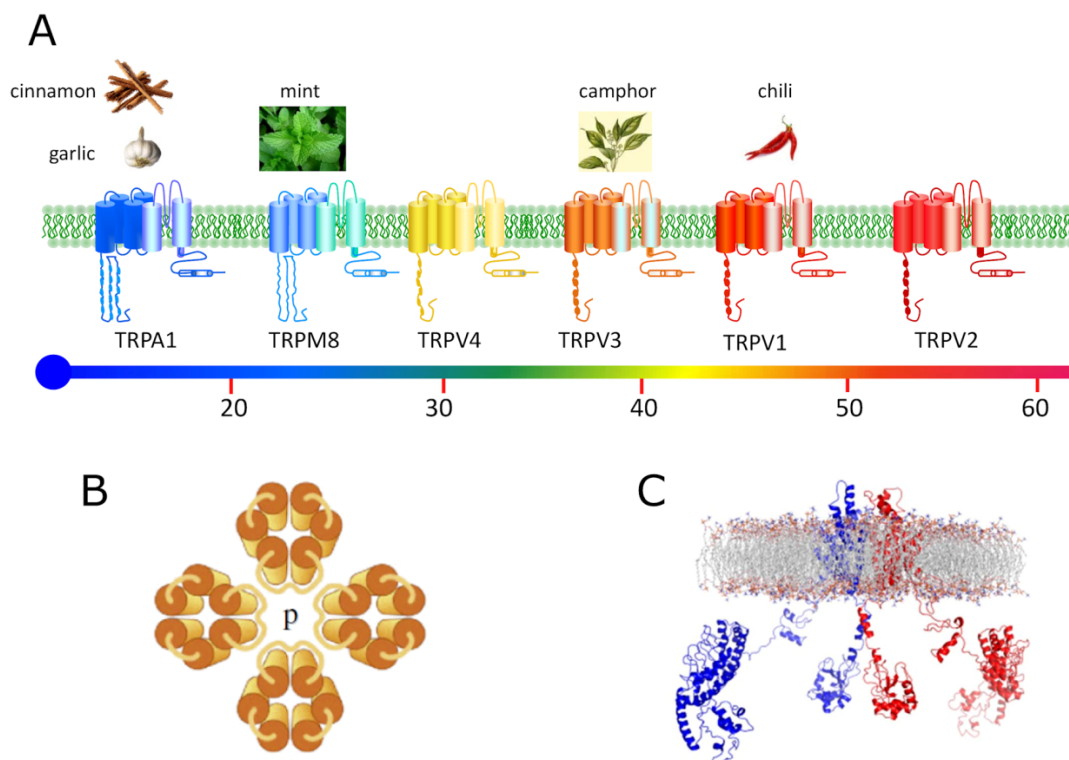 A
cinnamon
mint
camphor
chili
garlic
TRPA1
TRPM8
TRPV4
TRPV3
TRPV1
TRPV2
20
30
40
50
60
B
C
p